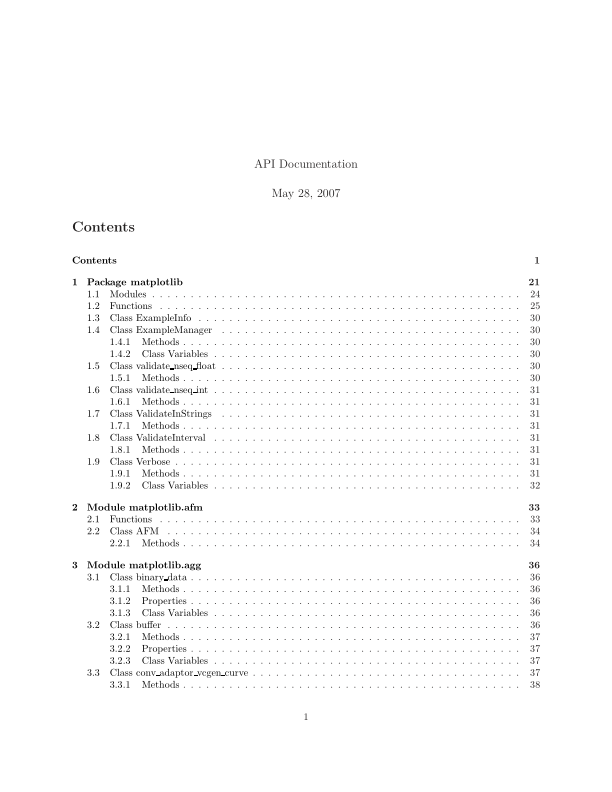 API Documentation
May 28, 2007
Contents
Contents 1
1 Package matplotlib 21
1.1 Modules . . . . . . . . . . . . . . . . . . . . . . . . . . . . . . . . . . . . . . . . . . . . . . . 24
1.2 Functions . . . . . . . . . . . . . . . . . . . . . . . . . . . . . . . . . . . . . . . . . . . . . . . 25
1.3 Class ExampleInfo . . . . . . . . . . . . . . . . . . . . . . . . . . . . . . . . . . . . . . . . . . 30
1.4 Class ExampleManager . . . . . . . . . . . . . . . . . . . . . . . . . . . . . . . . . . . . . . . 30
1.4.1 Methods . . . . . . . . . . . . . . . . . . . . . . . . . . . . . . . . . . . . . . . . . . . . 30
1.4.2 Class Variables . . . . . . . . . . . . . . . . . . . . . . . . . . . . . . . . . . . . . . . . 30
1.5 Class validate_nseq_float . . . . . . . . . . . . . . . . . . . . . . . . . . . . . . . . . . . . . . . 30
1.5.1 Methods . . . . . . . . . . . . . . . . . . . . . . . . . . . . . . . . . . . . . . . . . . . . 30
1.6 Class validate_nseq_int . . . . . . . . . . . . . . . . . . . . . . . . . . . . . . . . . . . . . . . . 31
1.6.1 Methods . . . . . . . . . . . . . . . . . . . . . . . . . . . . . . . . . . . . . . . . . . . . 31
1.7 Class ValidateInStrings . . . . . . . . . . . . . . . . . . . . . . . . . . . . . . . . . . . . . . . 31
1.7.1 Methods . . . . . . . . . . . . . . . . . . . . . . . . . . . . . . . . . . . . . . . . . . . . 31
1.8 Class ValidateInterval . . . . . . . . . . . . . . . . . . . . . . . . . . . . . . . . . . . . . . . . 31
1.8.1 Methods . . . . . . . . . . . . . . . . . . . . . . . . . . . . . . . . . . . . . . . . . . . . 31
1.9 Class Verbose . . . . . . . . . . . . . . . . . . . . . . . . . . . . . . . . . . . . . . . . . . . . . 31
1.9.1 Methods . . . . . . . . . . . . . . . . . . . . . . . . . . . . . . . . . . . . . . . . . . . . 31
1.9.2 Class Variables . . . . . . . . . . . . . . . . . . . . . . . . . . . . . . . . . . . . . . . . 32
2 Module matplotlib.afm 33
2.1 Functions . . . . . . . . . . . . . . . . . . . . . . . . . . . . . . . . . . . . . . . . . . . . . . . 33
2.2 Class AFM . . . . . . . . . . . . . . . . . . . . . . . . . . . . . . . . . . . . . . . . . . . . . . 34
2.2.1 Methods . . . . . . . . . . . . . . . . . . . . . . . . . . . . . . . . . . . . . . . . . . . . 34
3 Module matplotlib.agg 36
3.1 Class binary_data . . . . . . . . . . . . . . . . . . . . . . . . . . . . . . . . . . . . . . . . . . . 36
3.1.1 Methods . . . . . . . . . . . . . . . . . . . . . . . . . . . . . . . . . . . . . . . . . . . . 36
3.1.2 Properties . . . . . . . . . . . . . . . . . . . . . . . . . . . . . . . . . . . . . . . . . . . 36
3.1.3 Class Variables . . . . . . . . . . . . . . . . . . . . . . . . . . . . . . . . . . . . . . . . 36
3.2 Class buffer . . . . . . . . . . . . . . . . . . . . . . . . . . . . . . . . . . . . . . . . . . . . . . 36
3.2.1 Methods . . . . . . . . . . . . . . . . . . . . . . . . . . . . . . . . . . . . . . . . . . . . 37
3.2.2 Properties . . . . . . . . . . . . . . . . . . . . . . . . . . . . . . . . . . . . . . . . . . . 37
3.2.3 Class Variables . . . . . . . . . . . . . . . . . . . . . . . . . . . . . . . . . . . . . . . . 37
3.3 Class conv_adaptor_vcgen_curve . . . . . . . . . . . . . . . . . . . . . . . . . . . . . . . . . . . 37
3.3.1 Methods . . . . . . . . . . . . . . . . . . . . . . . . . . . . . . . . . . . . . . . . . . . . 38
1